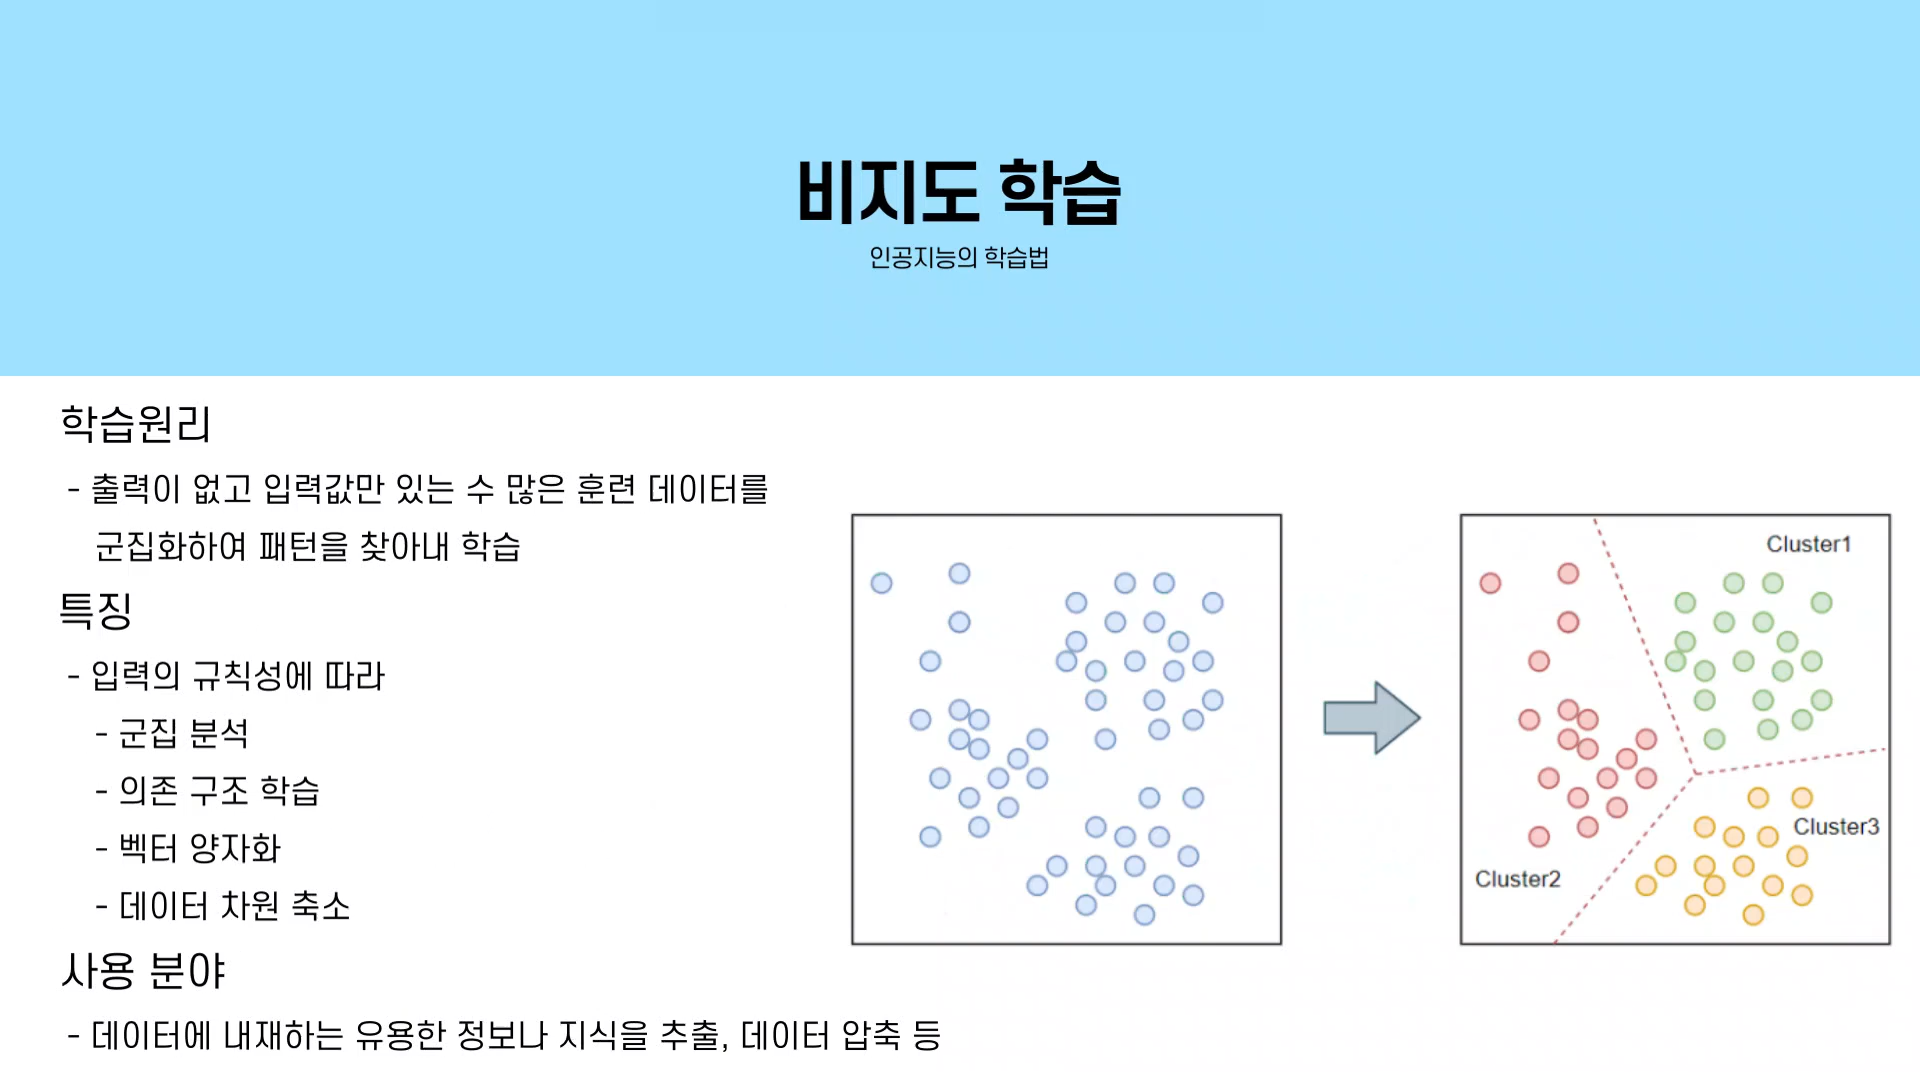 비지도 학습
인공지능의 학습법
학습원리
- 출력이 없고 입력값만 있는 수 많은 훈련 데이터를
군집화하여 패턴을 찾아내 학습
특징
- 입력의 규칙성에 따라
- 군집 분석
- 의존 구조 학습
- 벡터 양자화
- 데이터 차원 축소
사용 분야
- 데이터에 내재하는 유용한 정보나 지식을 추출, 데이터 압축 등
Cluster1
Cluster3
Cluster2